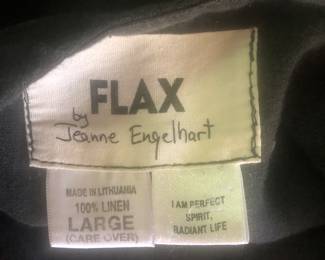 FLAX
by
Jeanne Engelhart
MADE IN LITHUANIA
100% LINEN
LARGE
(CARE OVER)
I AM PERFECT
SPIRIT,
RADIANT LIFE